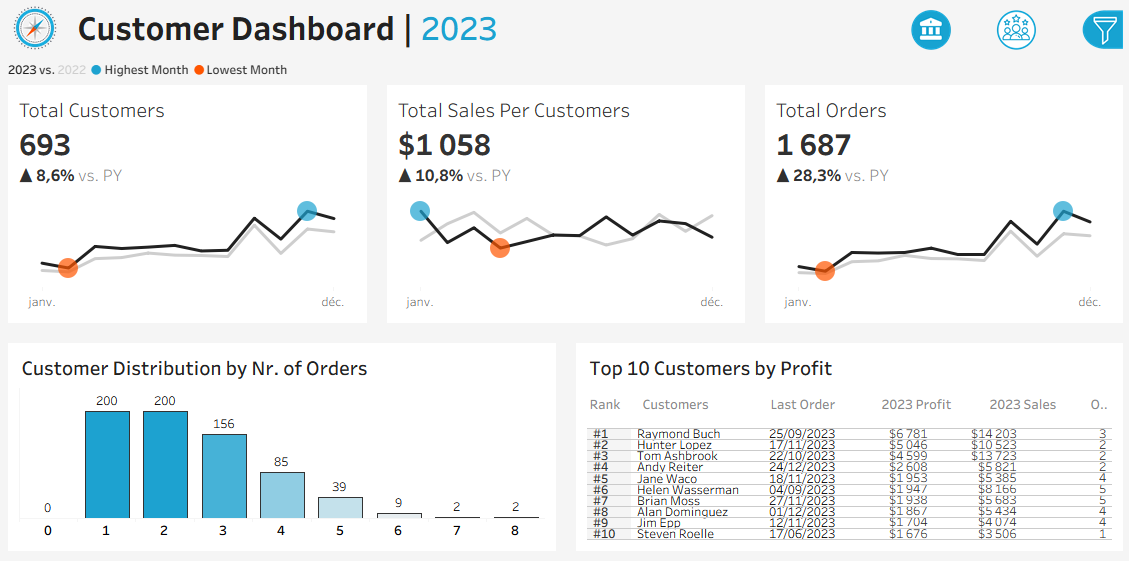 Customer Dashboard | 2023
2023 vs. 2022 Highest Month Lowest Month
Total Customers
693
▲ 8,6% vs. PY
janv. déc.
Total Sales Per Customers
$1 058
▲ 10,8% vs. PY
janv. déc.
Total Orders
1 687
▲ 28,3% vs. PY
janv. déc.
Customer Distribution by Nr. of Orders
0 200 200 156 85 39 9 2 2
0 1 2 3 4 5 6 7 8
Top 10 Customers by Profit
Rank Customers Last Order 2023 Profit 2023 Sales O..
#1 Raymond Buch 25/09/2023 $6 781 $14 203 3
#2 Hunter Lopez 17/11/2023 $5 046 $10 523 2
#3 Tom Ashbrook 22/10/2023 $4 599 $13 723 2
#4 Andy Reiter 24/12/2023 $2 608 $5 821 2
#5 Jane Waco 18/11/2023 $1 953 $5 385 4
#6 Helen Wasserman 04/09/2023 $1 947 $8 166 5
#7 Brian Moss 27/11/2023 $1 938 $5 683 5
#8 Alan Dominguez 01/12/2023 $1 867 $5 434 4
#9 Jim Epp 12/11/2023 $1 704 $4 074 4
#10 Steven Roelle 17/06/2023 $1 676 $3 506 1